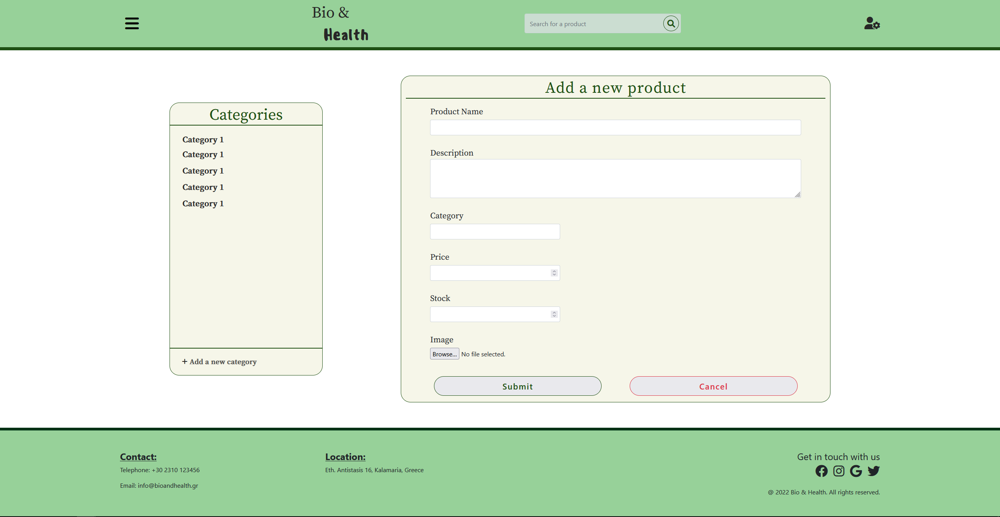 Bio &
Health
Search for a product
Categories
Category 1
Category 1
Category 1
Category 1
Category 1
+ Add a new category
Add a new product
Product Name
Description
Category
Price
Stock
Image
Browse... No file selected.
Submit
Cancel
Contact:
Telephone: +30 2310 123456
Email: info@bioandhealth.gr
Location:
Eth. Antistasis 16, Kalamaria, Greece
Get in touch with us
@ 2022 Bio & Health. All rights reserved.